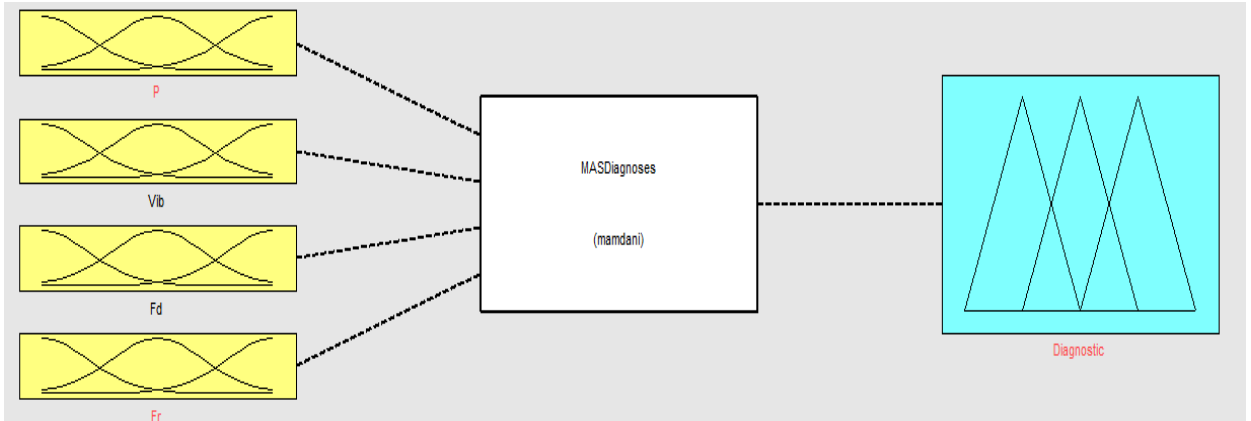 P
Vib
Fd
Fr
MASDiagnoses
(mamdani)
Diagnostic